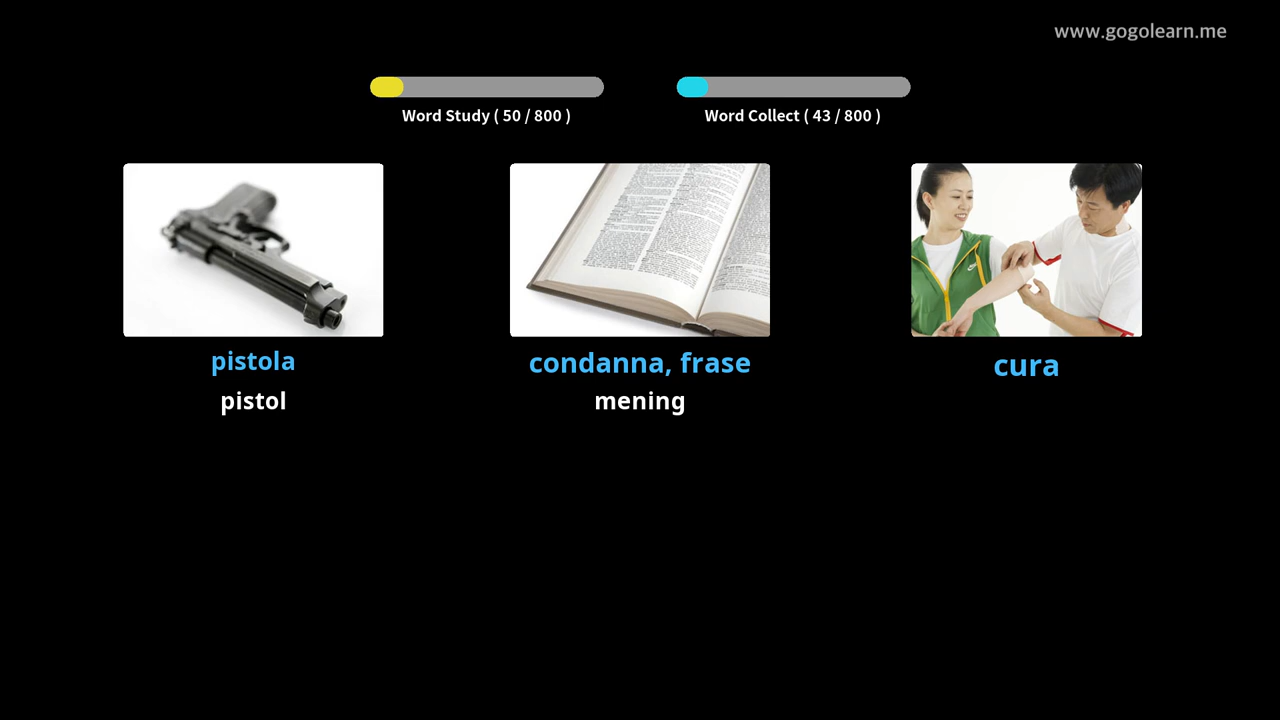 www.gogolearn.me
Word Study ( 50 / 800 )
Word Collect ( 43 / 800 )
pistola
condanna, frase
cura
pistol
mening